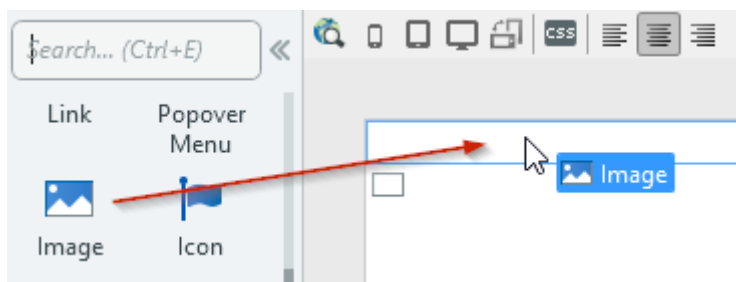 Search... (Ctrl+E)
CSS
Link
Popover
Menu
Image
Image
Icon